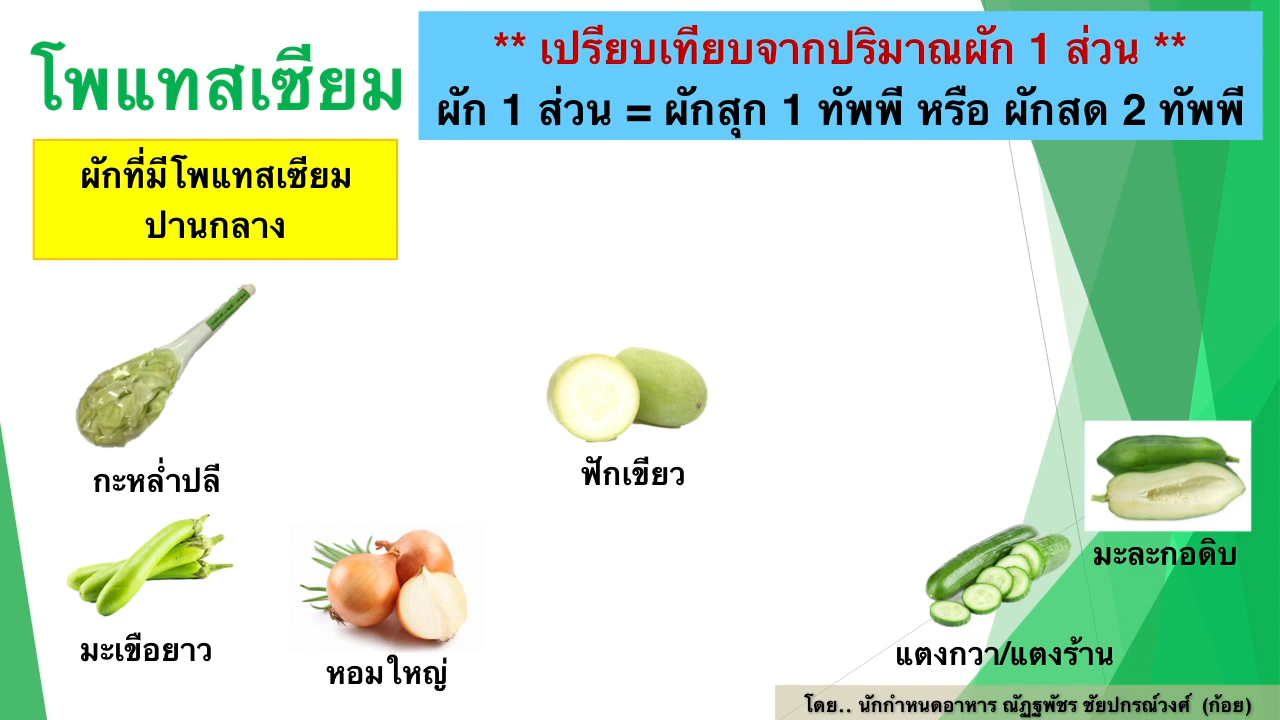 โพแทสเซียม
** เปรียบเทียบจากปริมาณผัก 1 ส่วน **
ผัก 1 ส่วน = ผักสุก 1 ทัพพี หรือ ผักสด 2 ทัพพี
ผักที่มีโพแทสเซียม
ปานกลาง
กะหล่ำปลี
ฟักเขียว
มะละกอดิบ
มะเขือยาว
หอมใหญ่
แตงกวา/แตงร้าน
โดย.. นักกำหนดอาหาร ณัฏฐพัชร ชัยปกรณ์วงศ์ (ก้อย)